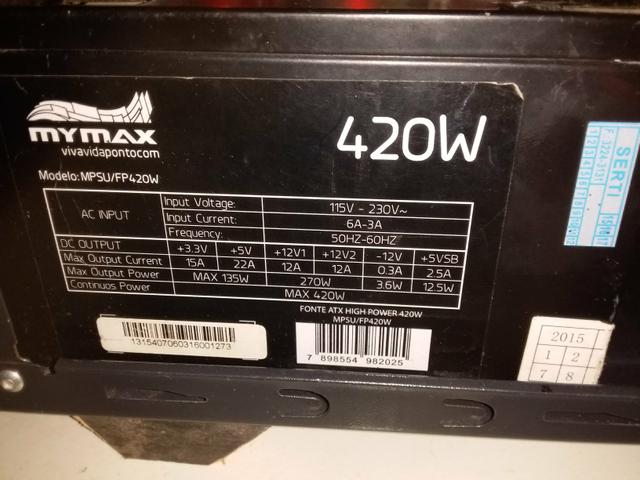 MYMAX
vivavidapontocom
420W
Modelo: MPSU/FP420W
AC INPUT
Input Voltage: 115V - 230V~
Input Current: 6A-3A
Frequency: 50HZ-60HZ
DC OUTPUT +3.3V +5V +12V1 +12V2 -12V +5VSB
Max Output Current 15A 22A 12A 12A 0.3A 2.5A
Max Output Power MAX 135W 270W 3.6W 12.5W
Continuos Power MAX 420W
FONTE ATX HIGH POWER 420W
MPSU/FP420W
1315407060316001273
7 898554 982025
SERTI
F.3224-3131
2015
1 2
7 8